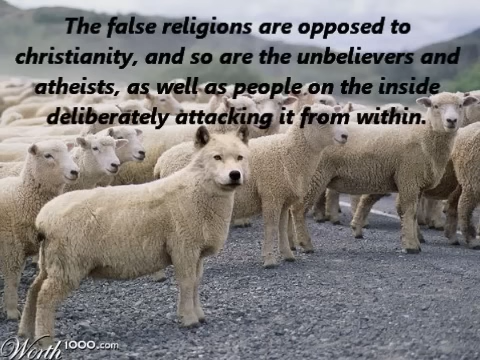 The false religions are opposed to
christianity, and so are the unbelievers and
atheists, as well as people on the inside
deliberately attacking it from within.
Worth1000.com